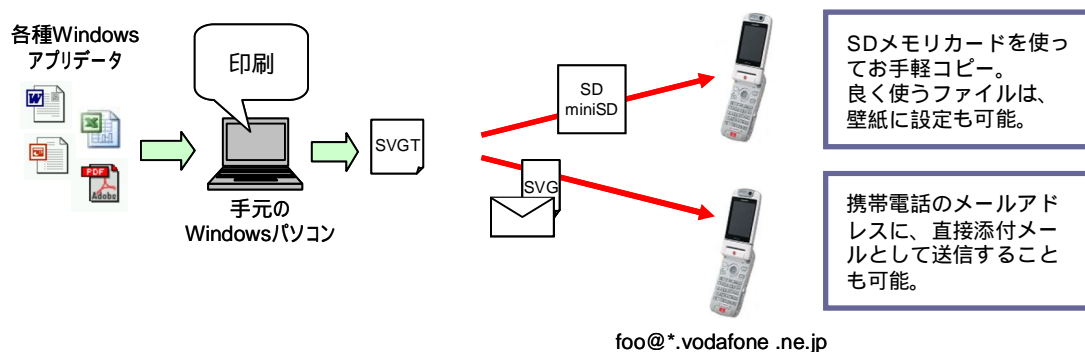 各種Windows
アプリデータ
W
X
PDF
Adobe
印刷
手元の
Windowsパソコン
SVGT
SD
miniSD
SVG
SDメモリカードを使っ
てお手軽コピー。
良く使うファイルは、
壁紙に設定も可能。
携帯電話のメールアド
レスに、直接添付メー
ルとして送信すること
も可能。
foo@*.vodafone .ne.jp